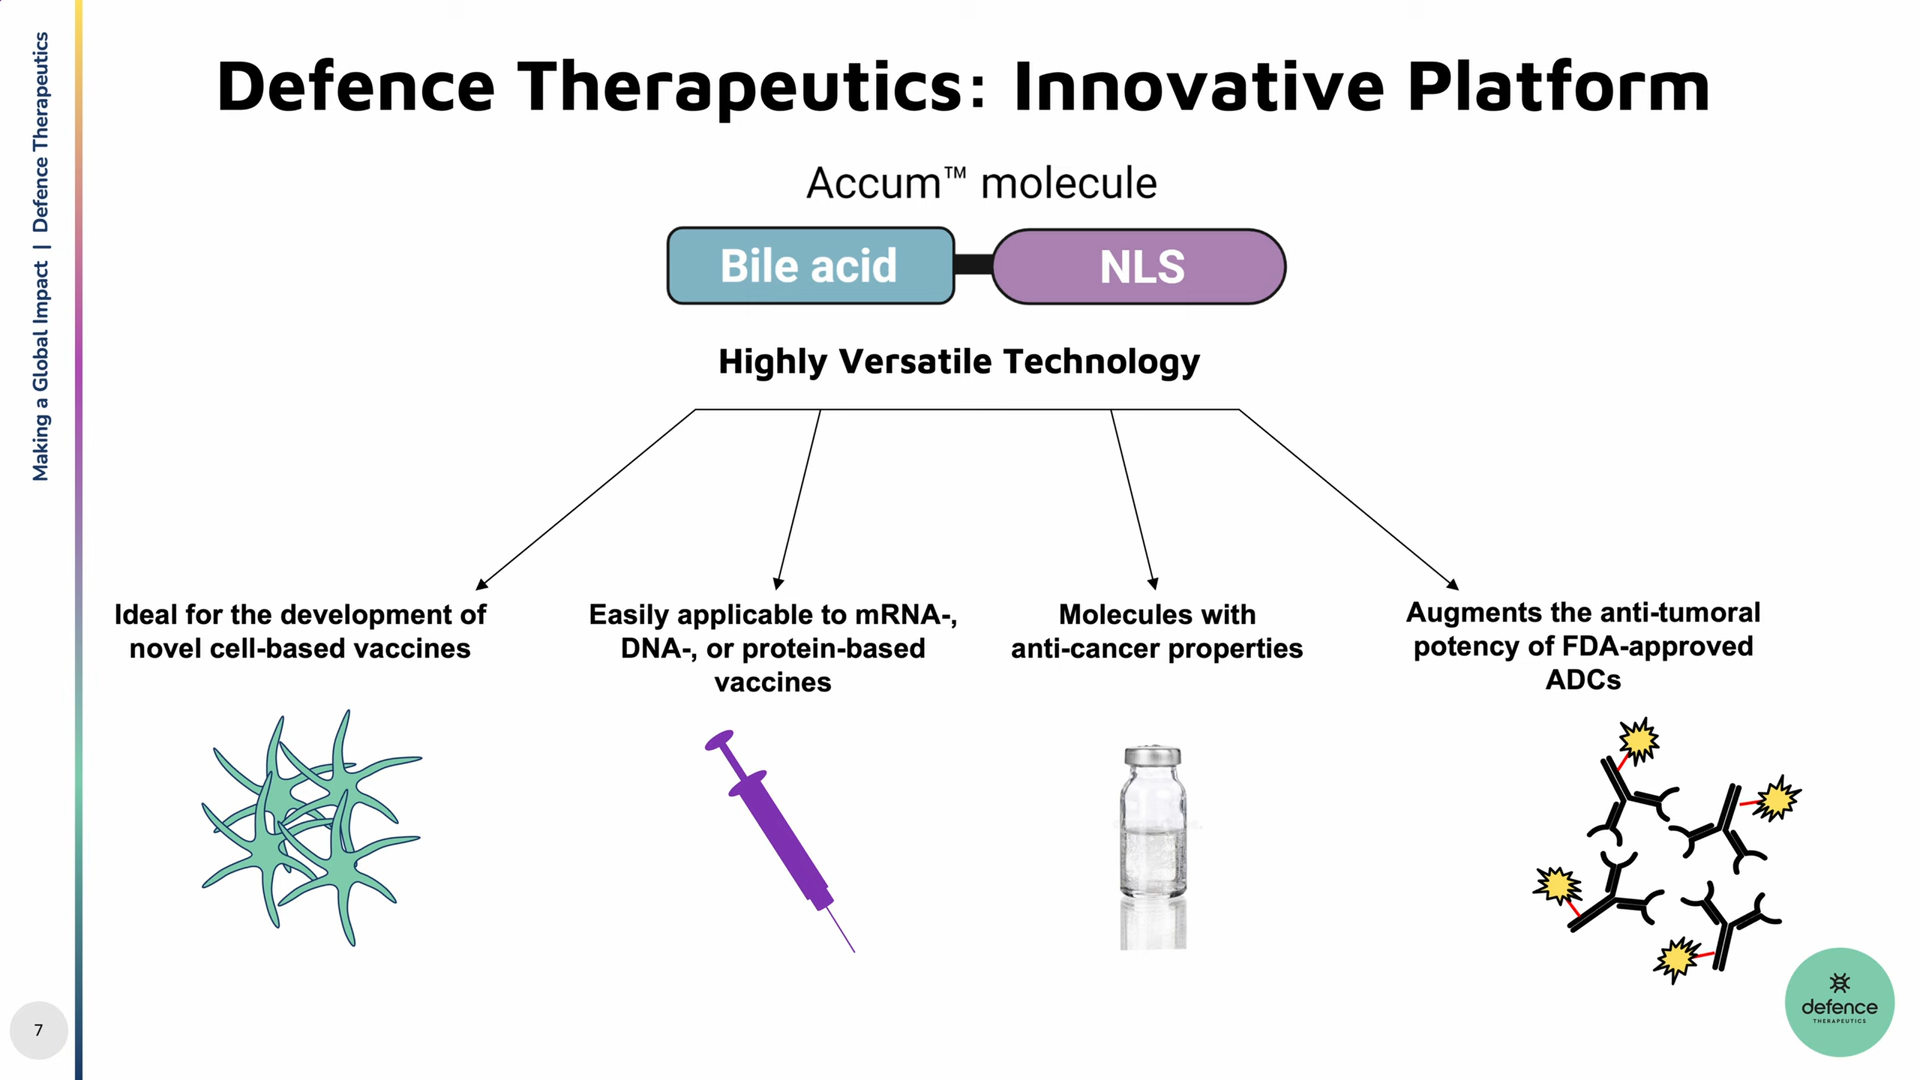 Making a Global Impact | Defence Therapeutics
Defence Therapeutics: Innovative Platform
Accum™ molecule
Bile acid
NLS
Highly Versatile Technology
Ideal for the development of
novel cell-based vaccines
Easily applicable to mRNA-,
DNA-, or protein-based
vaccines
Molecules with
anti-cancer properties
Augments the anti-tumoral
potency of FDA-approved
ADCs
7
defence
THERAPEUTICS